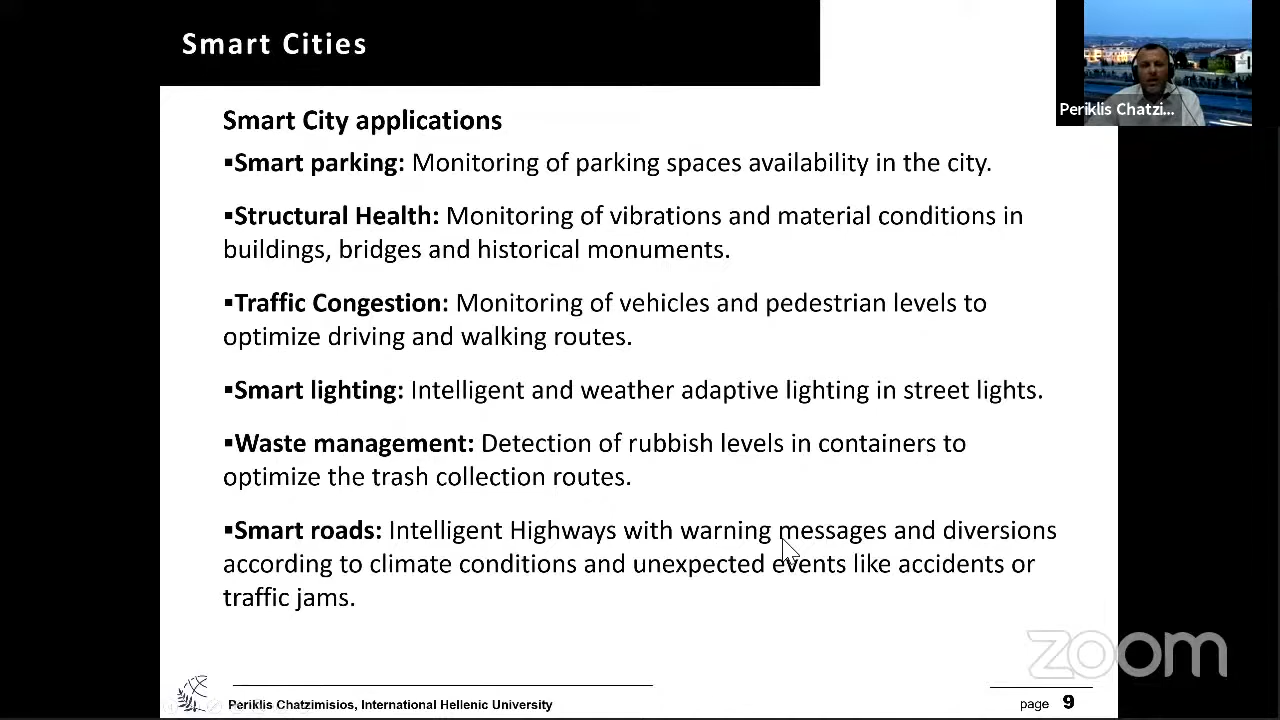 Smart Cities
Periklis Chatzi...
Smart City applications
▪Smart parking: Monitoring of parking spaces availability in the city.
▪Structural Health: Monitoring of vibrations and material conditions in
buildings, bridges and historical monuments.
▪Traffic Congestion: Monitoring of vehicles and pedestrian levels to
optimize driving and walking routes.
▪Smart lighting: Intelligent and weather adaptive lighting in street lights.
▪Waste management: Detection of rubbish levels in containers to
optimize the trash collection routes.
▪Smart roads: Intelligent Highways with warning messages and diversions
according to climate conditions and unexpected events like accidents or
traffic jams.
zoom
Periklis Chatzimisios, International Hellenic University
page 9